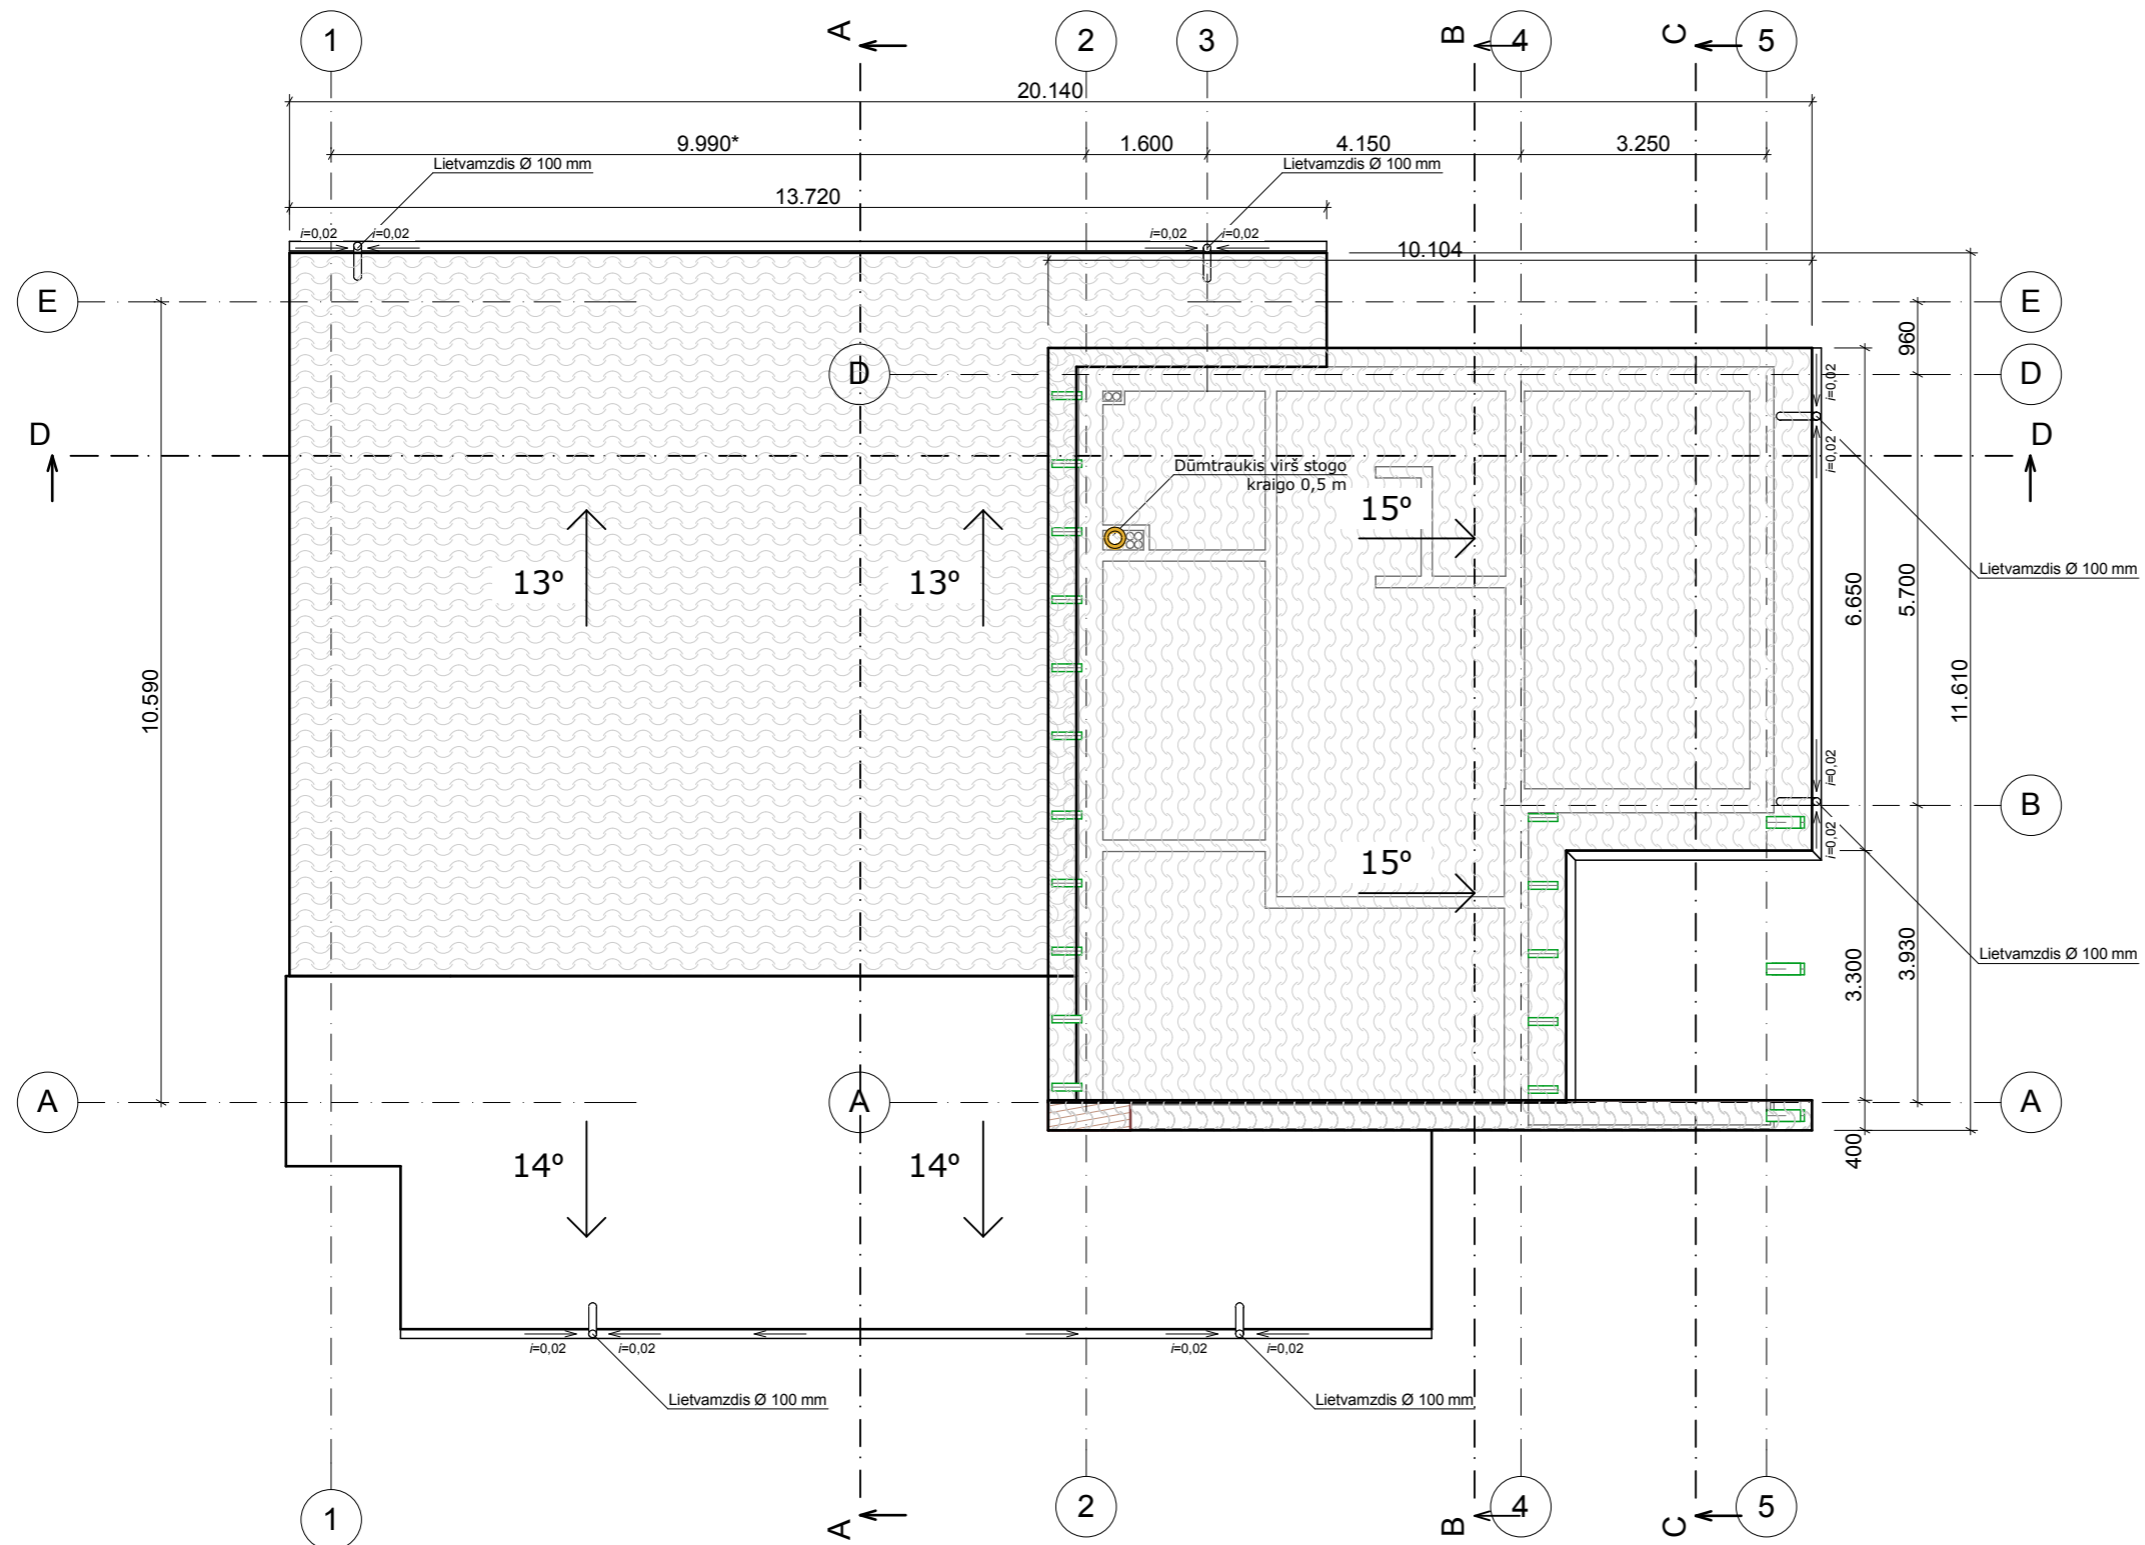 1
A
2
3
B
4
C
5
20.140
9.990*
1.600
4.150
3.250
Lietvamzdis Ø 100 mm
Lietvamzdis Ø 100 mm
13.720
i=0,02
i=0,02
i=0,02
i=0,02
10.104
E
E
960
D
D
i=0,02
D
D
i=0,02
Dūmtraukis virš stogo
kraigo 0,5 m
15º
13º
13º
Lietvamzdis Ø 100 mm
6.650
5.700
10.590
11.610
i=0,02
B
i=0,02
15º
Lietvamzdis Ø 100 mm
3.300
3.930
A
A
A
400
14º
14º
i=0,02
i=0,02
i=0,02
i=0,02
Lietvamzdis Ø 100 mm
Lietvamzdis Ø 100 mm
1
A
2
B
4
C
5